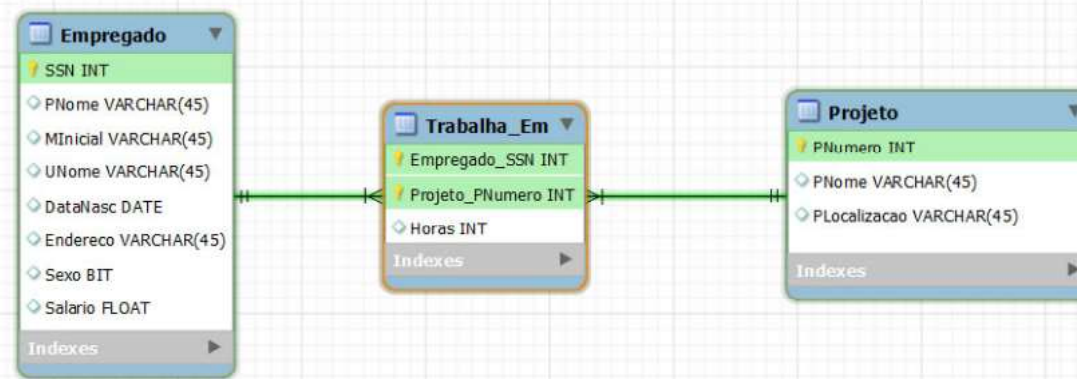 Empregado
SSN INT
PNome VARCHAR(45)
MInicial VARCHAR(45)
UNome VARCHAR(45)
DataNasc DATE
Endereco VARCHAR(45)
Sexo BIT
Salario FLOAT
Indexes
Trabalha_Em
Empregado_SSN INT
Projeto_PNumero INT
Horas INT
Indexes
Projeto
PNumero INT
PNome VARCHAR(45)
PLocalizacao VARCHAR(45)
Indexes